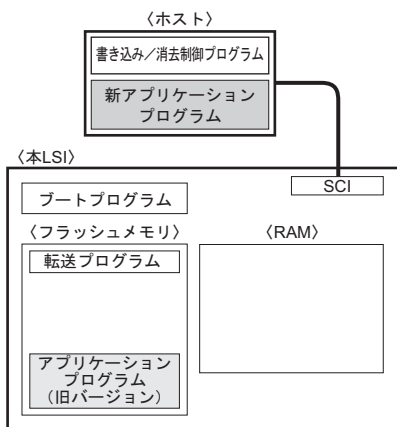 〈ホスト〉
書き込み／消去制御プログラム
新アプリケーション
プログラム
〈本LSI〉
SCI
ブートプログラム
〈フラッシュメモリ〉
〈RAM〉
転送プログラム
アプリケーション
プログラム
（旧バージョン）